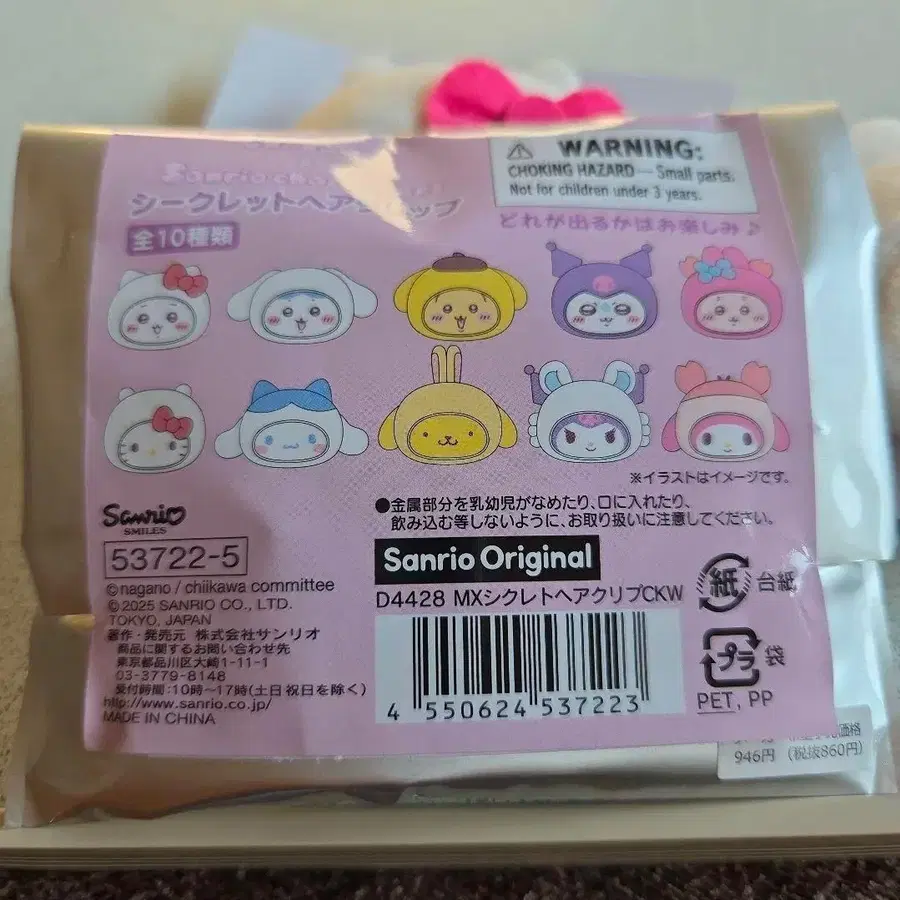 Sanrio cha
シークレットヘアクリップ
全10種類
WARNING:
CHOKING HAZARD — Small parts.
Not for children under 3 years.
どれが出るかはお楽しみ♪
※イラストはイメージです。
●金属部分を乳幼児がなめたり、口に入れたり、
飲み込む等しないように、お取り扱いに注意してください。
Sanrio
SMILES
53722-5
©nagano / chiikawa committee
©2025 SANRIO CO., LTD.
TOKYO, JAPAN
著作・発売元 株式会社サンリオ
商品に関するお問い合わせ先
東京都品川区大崎1-11-1
03-3779-8148
受付時間：10時〜17時(土日祝日を除く)
http://www.sanrio.co.jp/
MADE IN CHINA
Sanrio Original
D4428 MXシクレトヘアクリプCKW
4 550624 537223
紙 台紙
プラ 袋
PET, PP
価格
946円 (税抜860円)